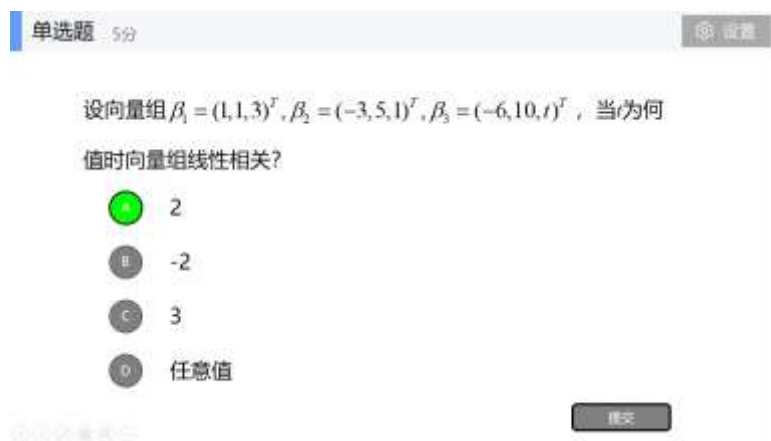 单选题 5分
设置
设向量组 β₁ = (1,1,3)ᵀ, β₂ = (-3,5,1)ᵀ, β₃ = (-6,10,t)ᵀ ，当t为何
值时向量组线性相关?
A 2
B -2
C 3
D 任意值
提交